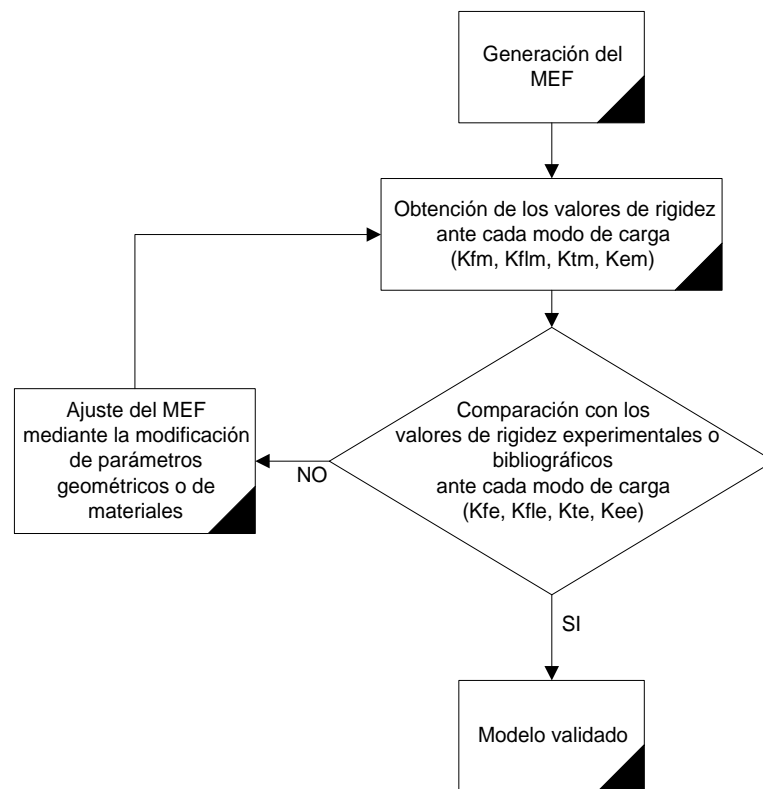 Generación del
MEF
Obtención de los valores de rigidez
ante cada modo de carga
(Kfm, Kflm, Ktm, Kem)
Comparación con los
valores de rigidez experimentales o
bibliográficos
ante cada modo de carga
(Kfe, Kfle, Kte, Kee)
NO
Ajuste del MEF
mediante la modificación
de parámetros
geométricos o de
materiales
SI
Modelo validado